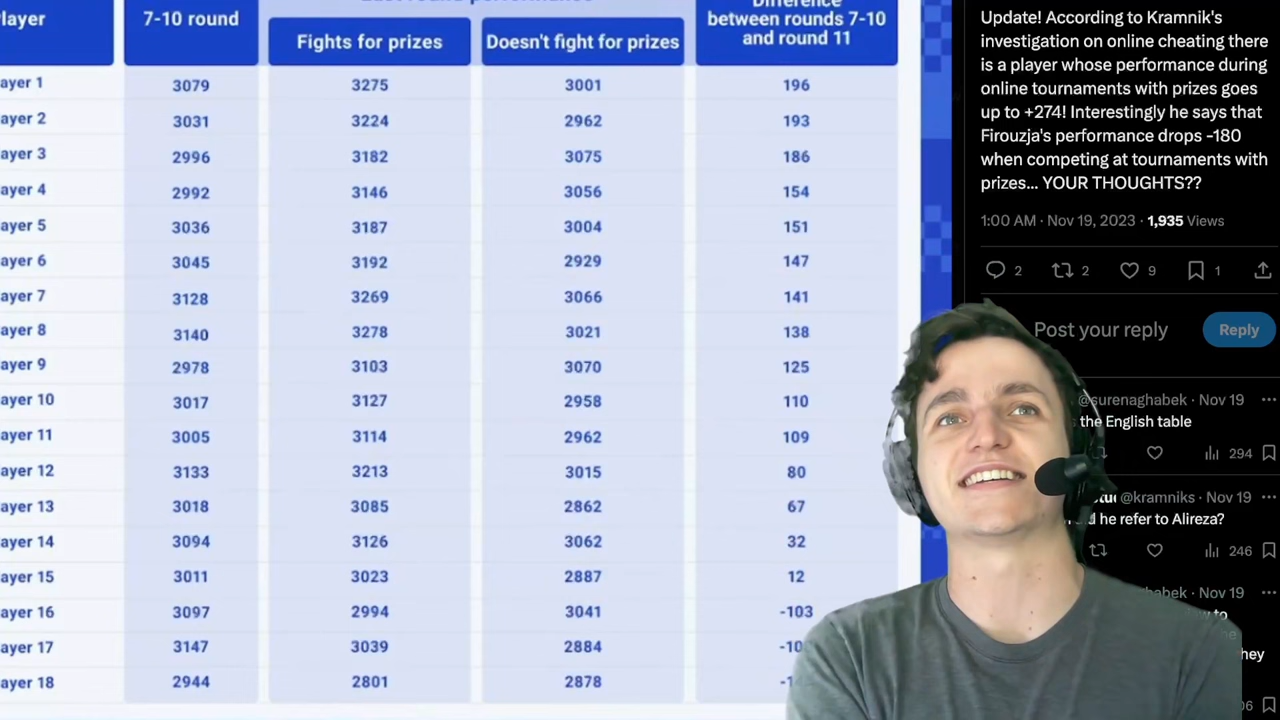 layer
7-10 round
Last round performance
Fights for prizes
Doesn't fight for prizes
Difference
between rounds 7-10
and round 11
ayer 1 3079 3275 3001 196
ayer 2 3031 3224 2962 193
ayer 3 2996 3182 3075 186
ayer 4 2992 3146 3056 154
ayer 5 3036 3187 3004 151
ayer 6 3045 3192 2929 147
ayer 7 3128 3269 3066 141
ayer 8 3140 3278 3021 138
ayer 9 2978 3103 3070 125
ayer 10 3017 3127 2958 110
ayer 11 3005 3114 2962 109
ayer 12 3133 3213 3015 80
ayer 13 3018 3085 2862 67
ayer 14 3094 3126 3062 32
ayer 15 3011 3023 2887 12
ayer 16 3097 2994 3041 -103
ayer 17 3147 3039 2884 -10
ayer 18 2944 2801 2878
Update! According to Kramnik's
investigation on online cheating there
is a player whose performance during
online tournaments with prizes goes
up to +274! Interestingly he says that
Firouzja's performance drops -180
when competing at tournaments with
prizes... YOUR THOUGHTS??
1:00 AM · Nov 19, 2023 · 1,935 Views
2 2 9 1
Post your reply
Reply
@surenaghabek · Nov 19
the English table
294
@kramniks · Nov 19
he refer to Alireza?
246
habek · Nov 19
to
hey
06